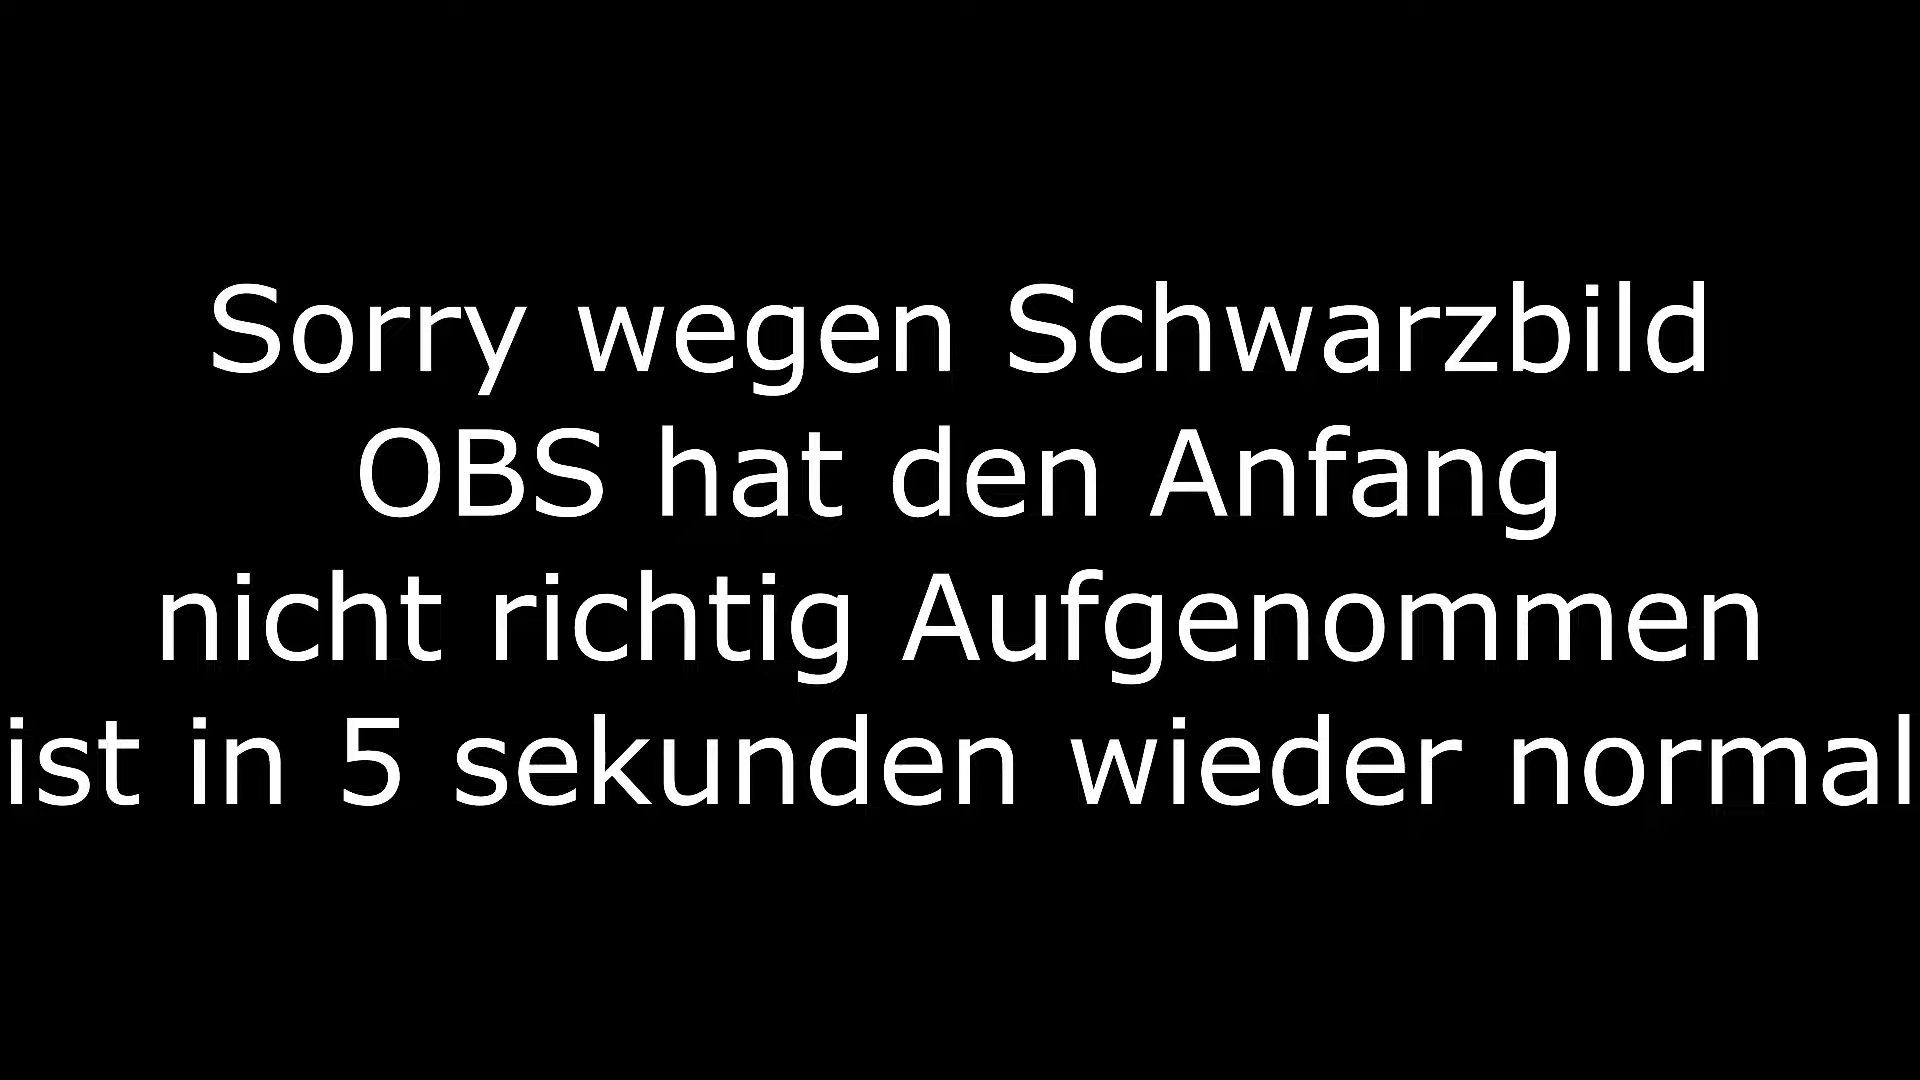 Sorry wegen Schwarzbild
OBS hat den Anfang
nicht richtig Aufgenommen
ist in 5 sekunden wieder normal